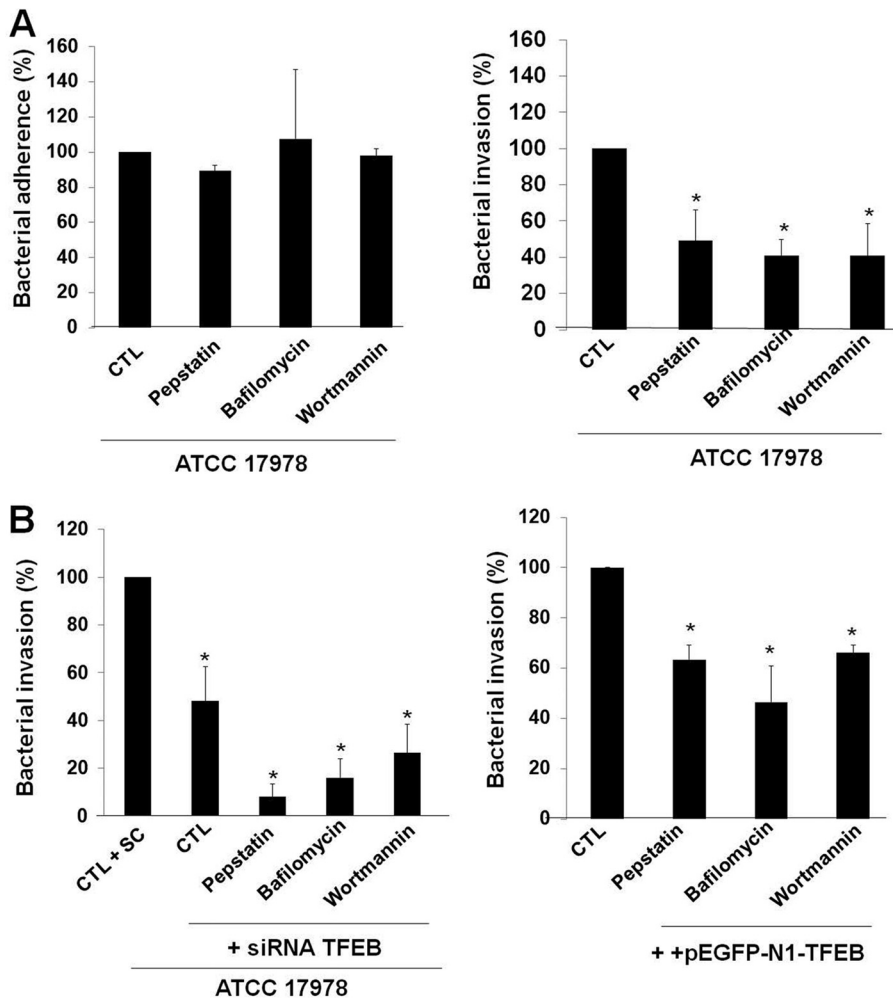 A
Bacterial adherence (%)
160
140
120
100
80
60
40
20
0
CTL
Pepstatin
Bafilomycin
Wortmannin
ATCC 17978
Bacterial invasion (%)
160
140
120
100
80
60
40
20
0
*
*
*
CTL
Pepstatin
Bafilomycin
Wortmannin
ATCC 17978
B
Bacterial invasion (%)
120
100
80
60
40
20
0
*
*
*
*
CTL + SC
CTL
Pepstatin
Bafilomycin
Wortmannin
+ siRNA TFEB
ATCC 17978
Bacterial invasion (%)
120
100
80
60
40
20
0
*
*
*
CTL
Pepstatin
Bafilomycin
Wortmannin
+ +pEGFP-N1-TFEB